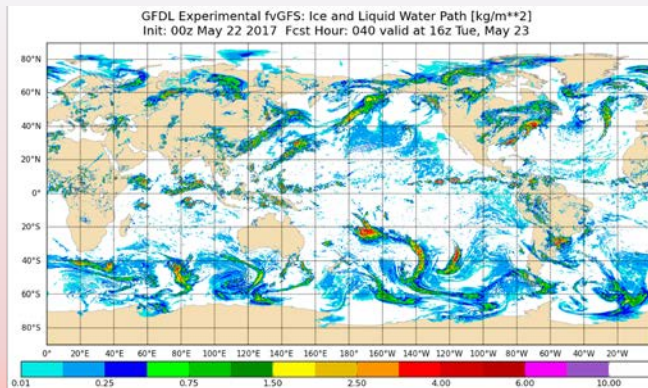 GFDL Experimental fvGFS: Ice and Liquid Water Path [kg/m**2]
Init: 00z May 22 2017 Fcst Hour: 040 valid at 16z Tue, May 23
80°N
60°N
40°N
20°N
0°
20°S
40°S
60°S
80°S
0° 20°E 40°E 60°E 80°E 100°E 120°E 140°E 160°E 180° 160°W 140°W 120°W 100°W 80°W 60°W 40°W 20°W
0.01 0.25 0.75 1.50 2.50 4.00 6.00 10.00